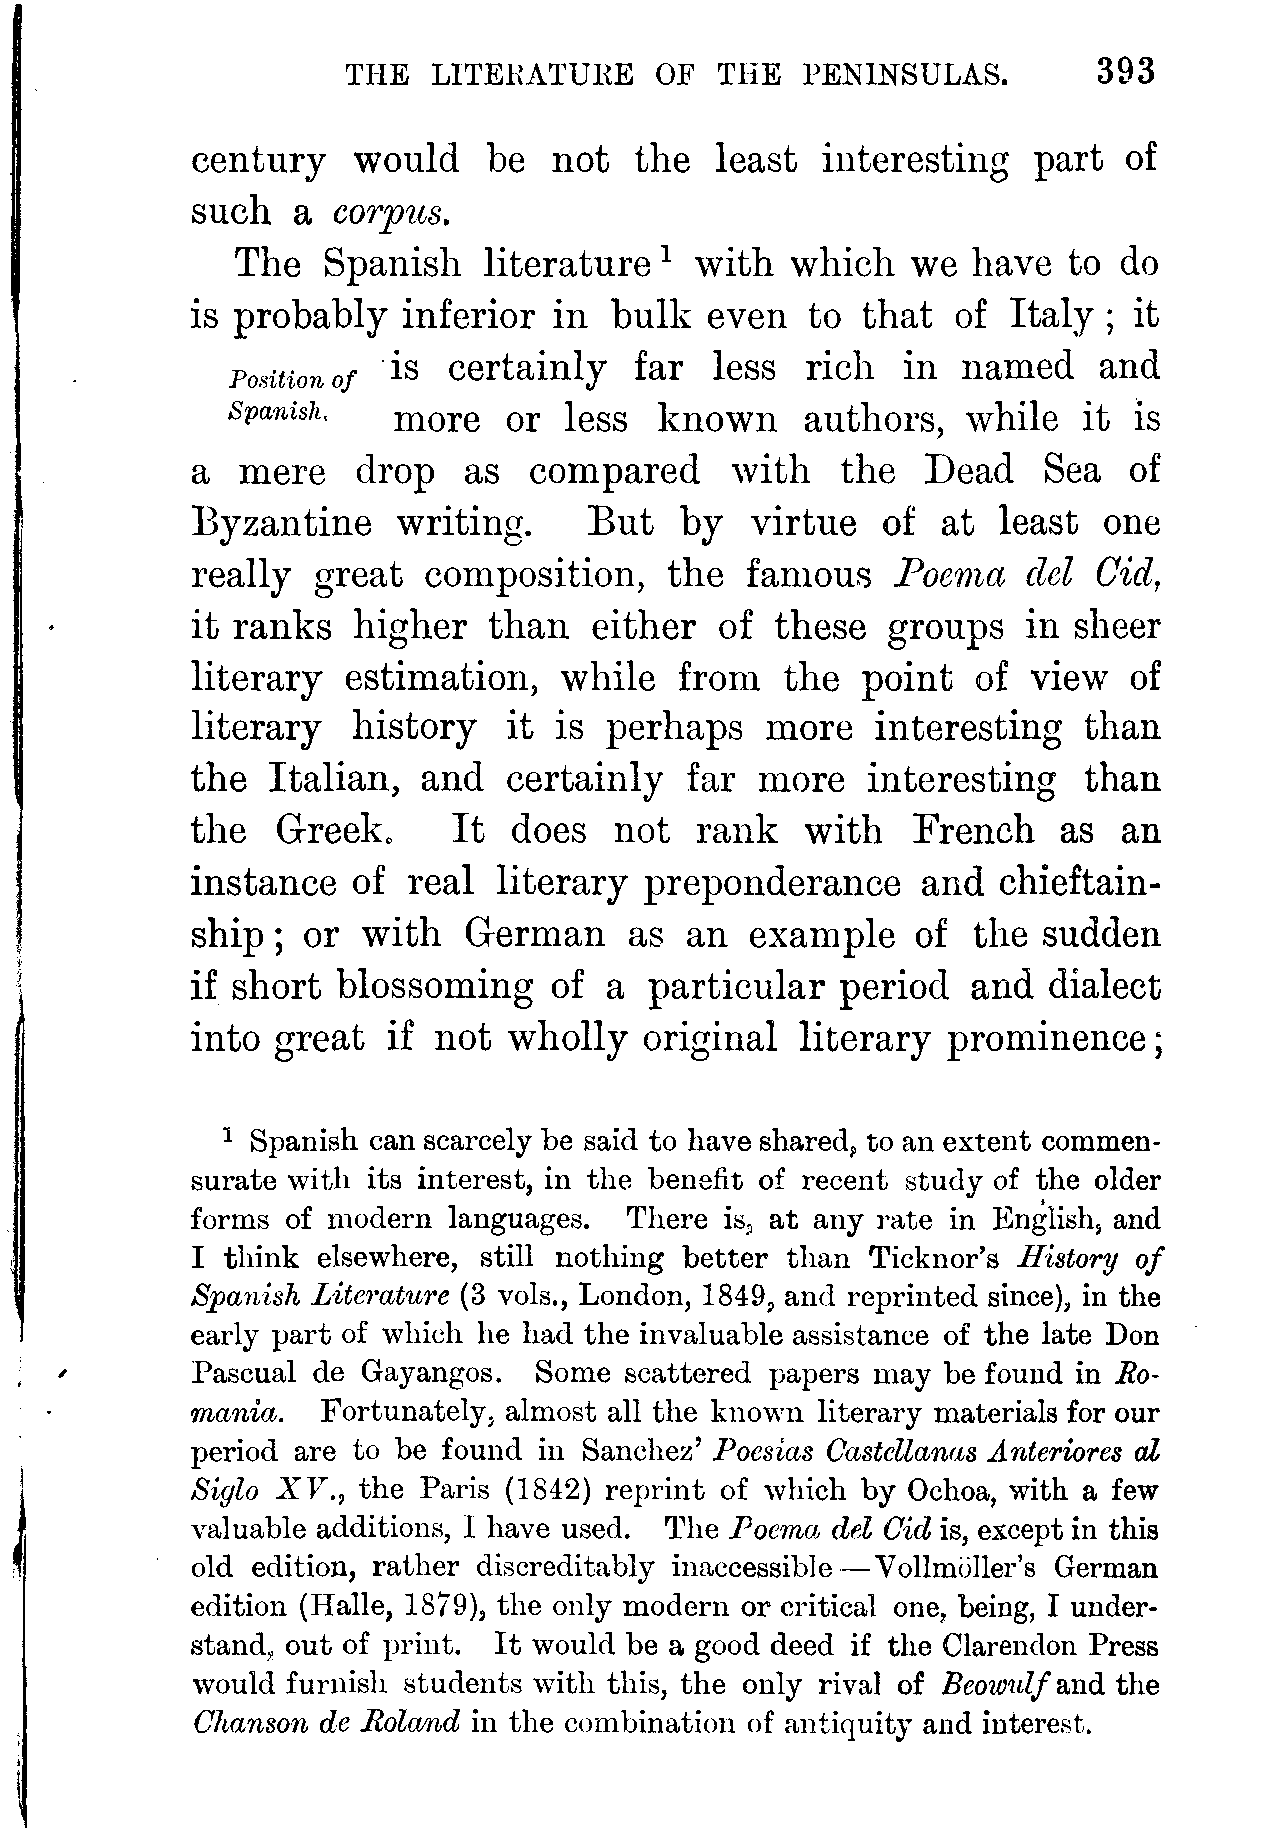 THE LITERATURE OF THE PENINSULAS. 393
century would be not the least interesting part of
such a corpus.
The Spanish literature 1 with which we have to do
is probably inferior in bulk even to that of Italy ; it
Position of is certainly far less rich in named and
Spanish. more or less known authors, while it is
a mere drop as compared with the Dead Sea of
Byzantine writing. But by virtue of at least one
really great composition, the famous Poema del Cid,
it ranks higher than either of these groups in sheer
literary estimation, while from the point of view of
literary history it is perhaps more interesting than
the Italian, and certainly far more interesting than
the Greek. It does not rank with French as an
instance of real literary preponderance and chieftain-
ship ; or with German as an example of the sudden
if short blossoming of a particular period and dialect
into great if not wholly original literary prominence ;
1 Spanish can scarcely be said to have shared, to an extent commen-
surate with its interest, in the benefit of recent study of the older
forms of modern languages. There is, at any rate in English, and
I think elsewhere, still nothing better than Ticknor's History of
Spanish Literature (3 vols., London, 1849, and reprinted since), in the
early part of which he had the invaluable assistance of the late Don
Pascual de Gayangos. Some scattered papers may be found in Ro-
mania. Fortunately, almost all the known literary materials for our
period are to be found in Sanchez' Poesias Castellanas Anteriores al
Siglo XV., the Paris (1842) reprint of which by Ochoa, with a few
valuable additions, I have used. The Poema del Cid is, except in this
old edition, rather discreditably inaccessible—Vollmöller's German
edition (Halle, 1879), the only modern or critical one, being, I under-
stand, out of print. It would be a good deed if the Clarendon Press
would furnish students with this, the only rival of Beowulf and the
Chanson de Roland in the combination of antiquity and interest.